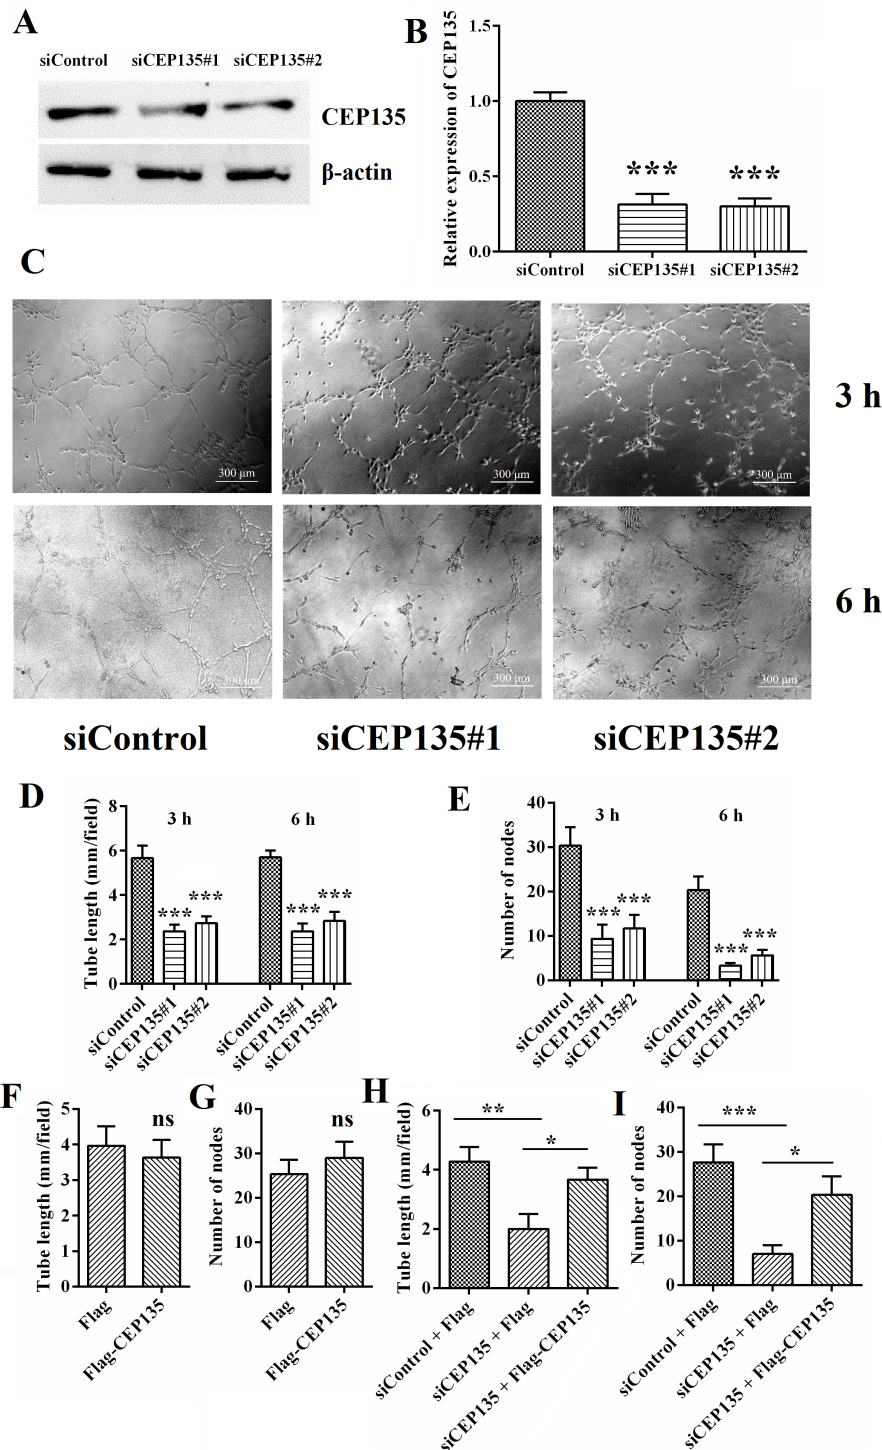 A
siControl siCEP135#1 siCEP135#2
CEP135
β-actin
B
Relative expression of CEP135
1.5
1.0
0.5
0.0
***
***
siControl siCEP135#1 siCEP135#2
C
300 μm
300 μm
300 μm
3 h
300 μm
300 μm
300 μm
6 h
siControl siCEP135#1 siCEP135#2
D
Tube length (mm/field)
8
6
4
2
0
3 h
6 h
***
***
***
***
siControl
siCEP135#1
siCEP135#2
siControl
siCEP135#1
siCEP135#2
E
Number of nodes
40
30
20
10
0
3 h
6 h
***
***
***
***
siControl
siCEP135#1
siCEP135#2
siControl
siCEP135#1
siCEP135#2
F
Tube length (mm/field)
5
4
3
2
1
0
ns
Flag
Flag-CEP135
G
Number of nodes
40
30
20
10
0
ns
Flag
Flag-CEP135
H
Tube length (mm/field)
6
4
2
0
**
*
siControl + Flag
siCEP135 + Flag
siCEP135 + Flag-CEP135
I
Number of nodes
40
30
20
10
0
***
*
siControl + Flag
siCEP135 + Flag
siCEP135 + Flag-CEP135